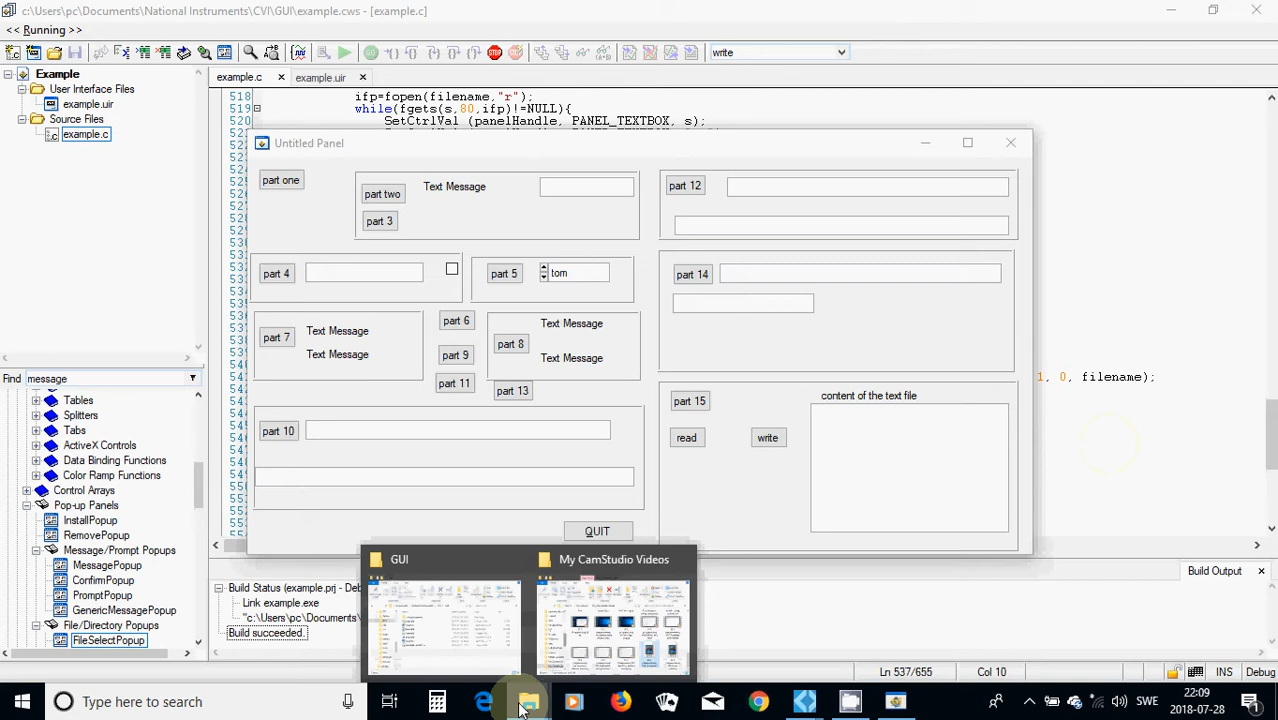 c:\Users\pc\Documents\National Instruments\CVI\GUI\example.cws - [example.c]
<< Running >>
write
Example
User Interface Files
example.uir
Source Files
example.c
example.c
example.uir
518 ifp=fopen(filename,"r");
519 while(fgets(s,80,ifp)!=NULL){
520 SetCtrlVal (panelHandle, PANEL_TEXTBOX, s);
Untitled Panel
part one
part two
Text Message
part 3
part 12
part 4
part 5
tom
part 14
part 6
part 7
Text Message
Text Message
part 8
Text Message
Text Message
part 9
part 11
part 13
1, 0, filename);
part 10
part 15
content of the text file
read
write
QUIT
Find
message
Tables
Splitters
Tabs
ActiveX Controls
Data Binding Functions
Color Ramp Functions
Control Arrays
Pop-up Panels
InstallPopup
RemovePopup
Message/Prompt Popups
MessagePopup
ConfirmPopup
PromptPopup
GenericMessagePopup
File/Directory Popups
FileSelectPopup
Build Status (example.prj - De
Link example.exe
"c:\Users\pc\Documents\
Build succeeded
Build Output
GUI
My CamStudio Videos
Ln 537/655
Col 10
INS
Debug
Type here to search
SWE
22:09
2018-07-28